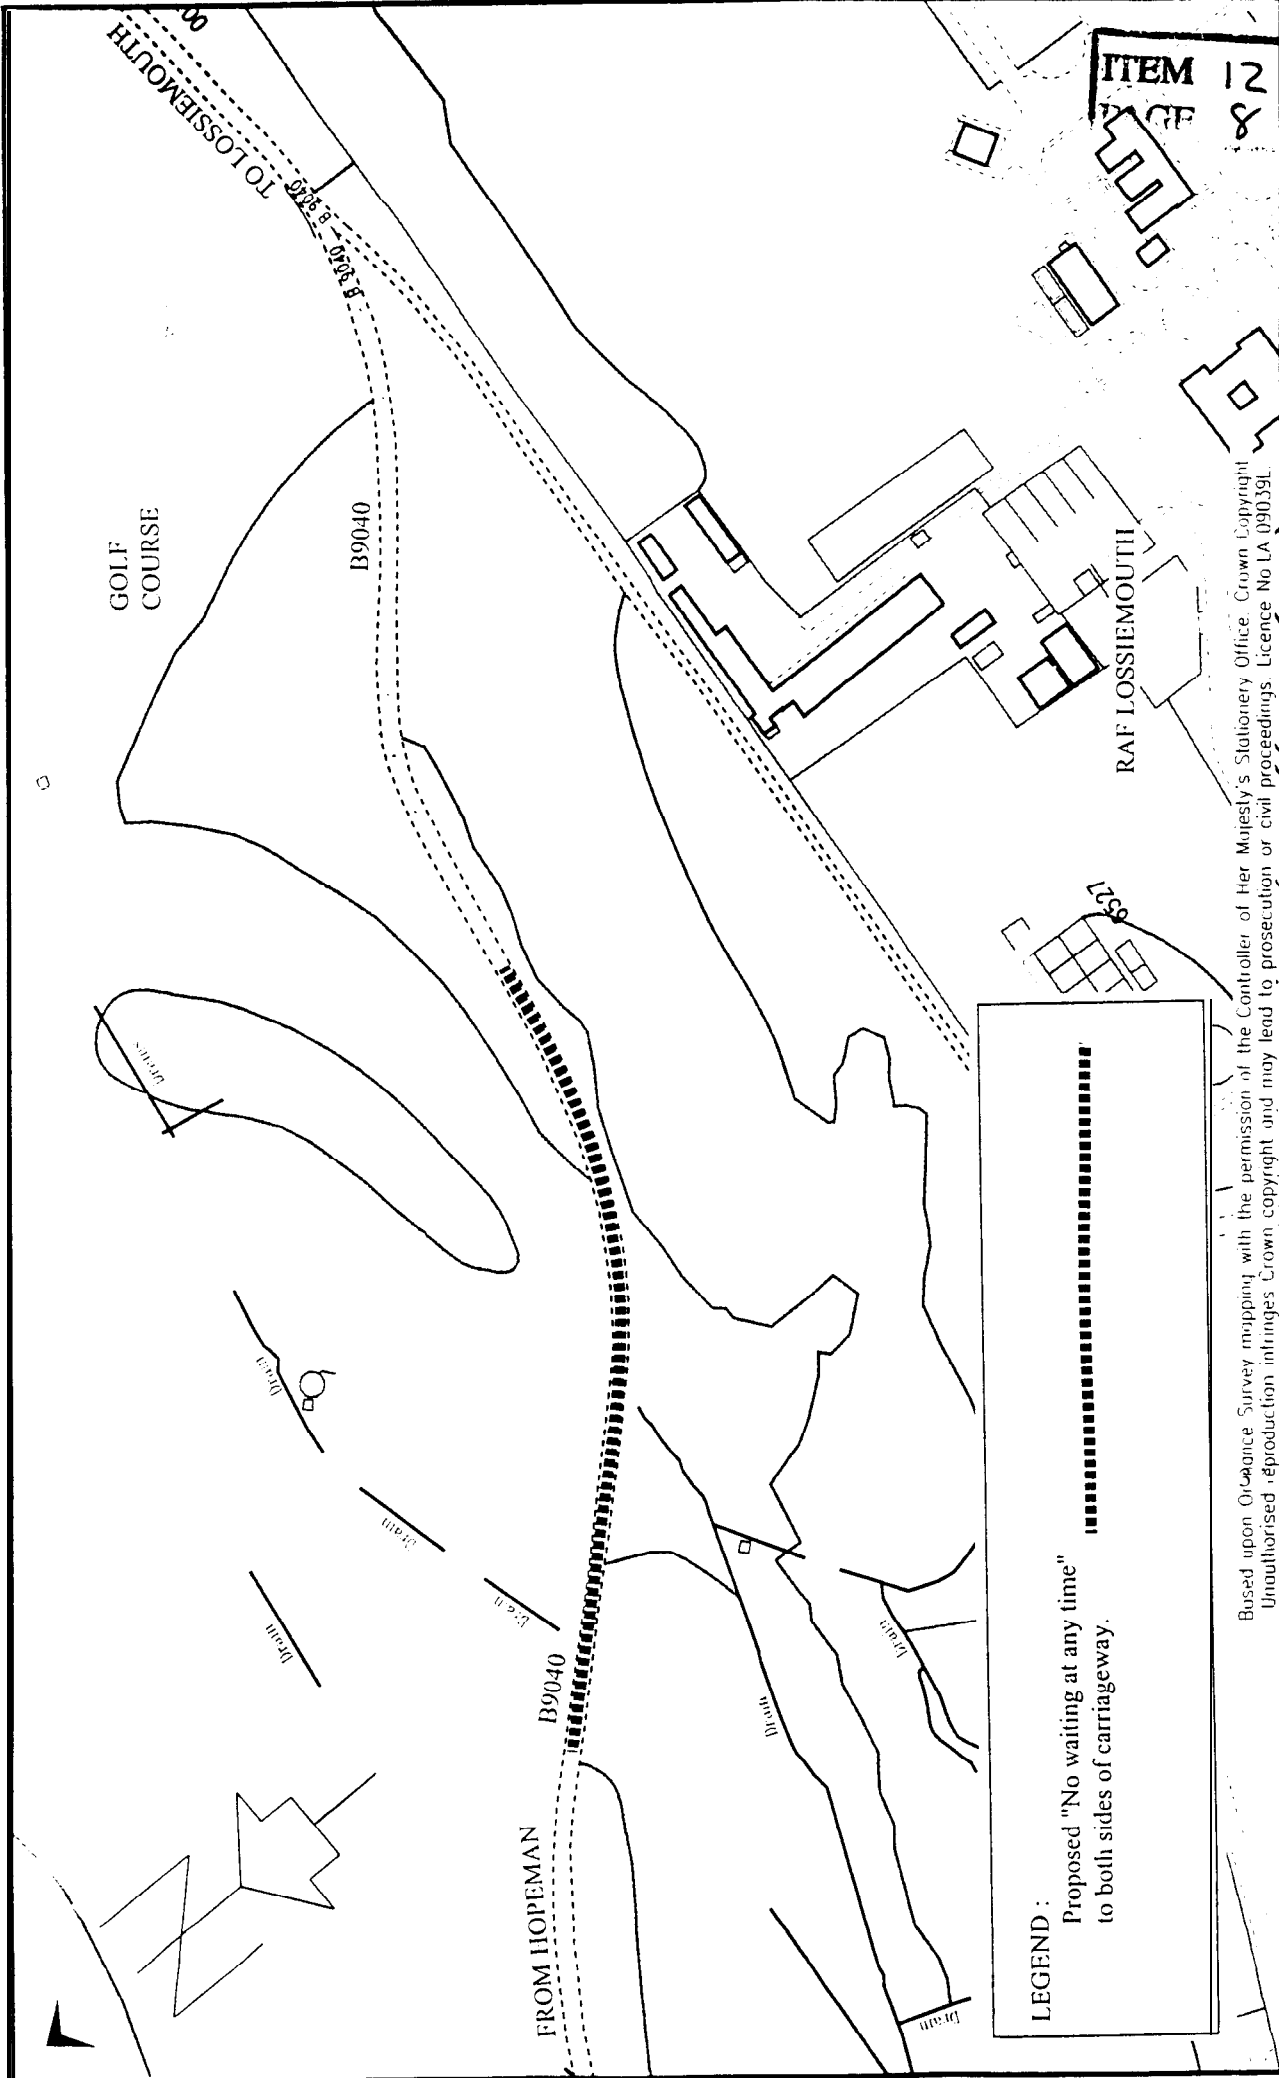 ITEM 12
PAGE 8
00
TO LOSSIEMOUTH
B 9040
B 9040
GOLF
COURSE
B9040
RAF LOSSIEMOUTH
6527
Drain
Drain
Drain
Drain
B9040
Drain
Drain
Drain
FROM HOPEMAN
LEGEND :
Proposed "No waiting at any time"
to both sides of carriageway.
Based upon Ordnance Survey mapping with the permission of the Controller of Her Majesty's Stationery Office. Crown Copyright
Unauthorised reproduction infringes Crown copyright and may lead to prosecution or civil proceedings. Licence No LA 09039L